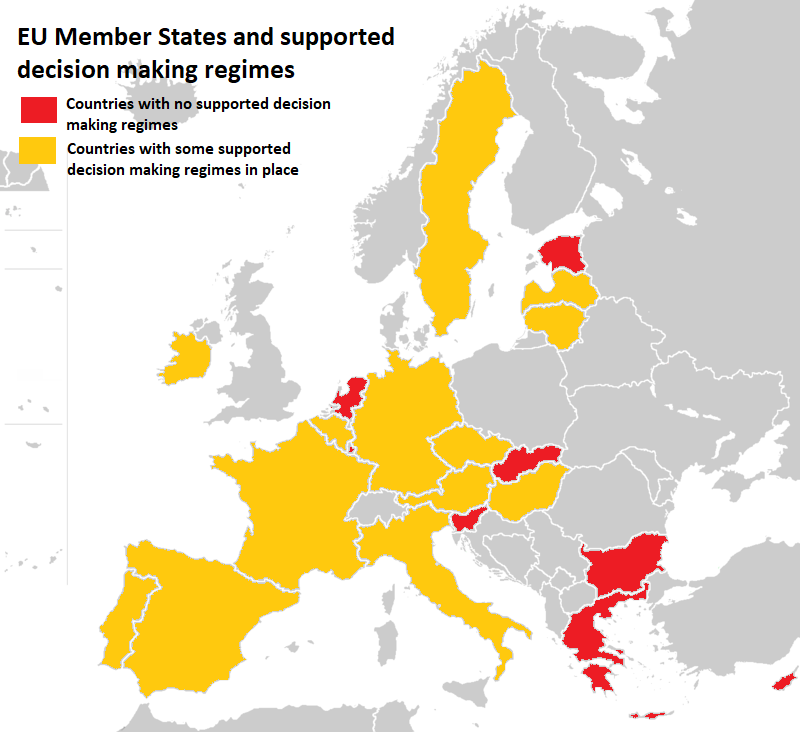 EU Member States and supported
decision making regimes
Countries with no supported decision
making regimes
Countries with some supported
decision making regimes in place